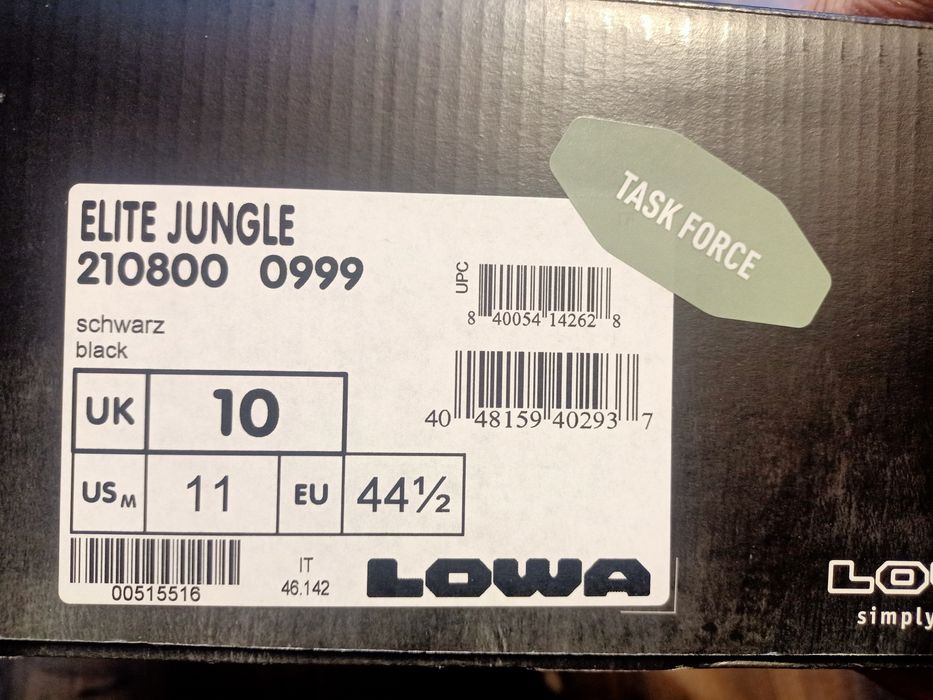 TASK FORCE
ELITE JUNGLE
210800 0999
schwarz
black
UPC
8 40054 14262 8
40 48159 40293 7
UK 10
US M 11 EU 44½
00515516
IT
46.142
LOWA
simply